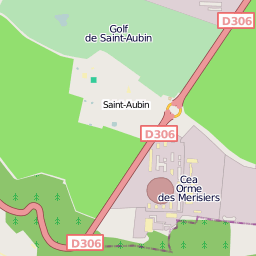 Golf
de Saint-Aubin
D306
Saint-Aubin
D306
Cea
Orme
des Merisiers
D306